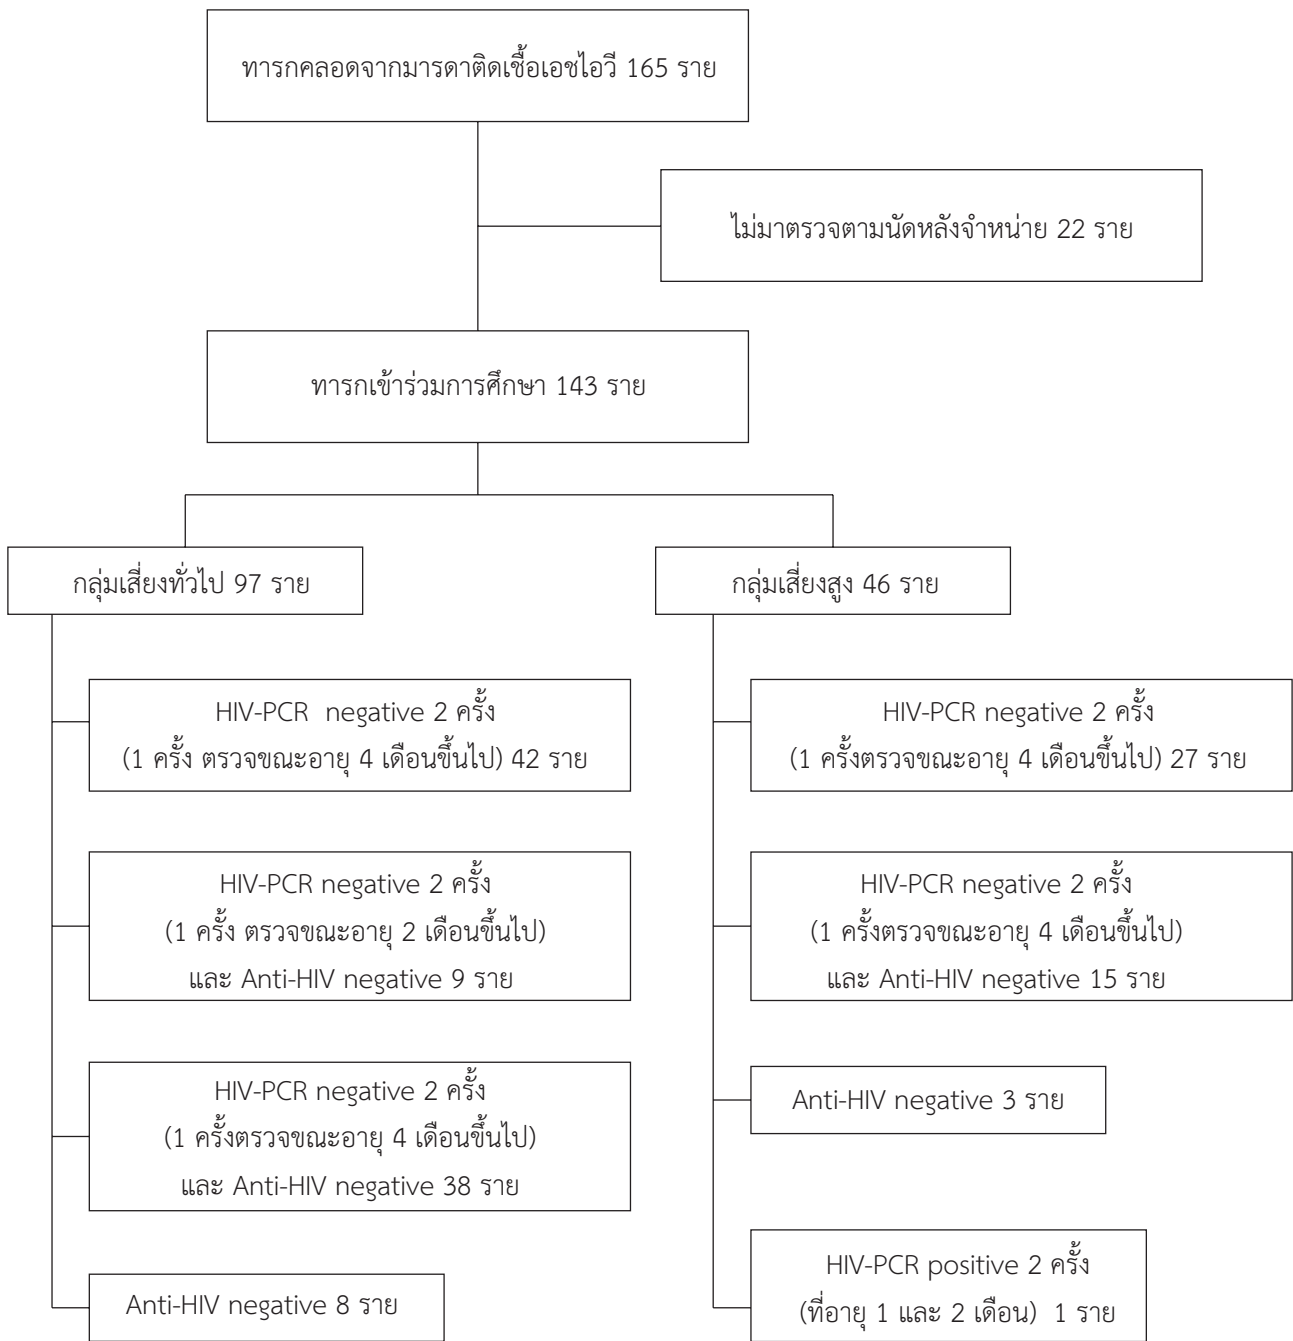 ทารกคลอดจากมารดาติดเชื้อเอชไอวี 165 ราย
ไม่มาตรวจตามนัดหลังจำหน่าย 22 ราย
ทารกเข้าร่วมการศึกษา 143 ราย
กลุ่มเสี่ยงทั่วไป 97 ราย
HIV-PCR negative 2 ครั้ง
(1 ครั้ง ตรวจขณะอายุ 4 เดือนขึ้นไป) 42 ราย
HIV-PCR negative 2 ครั้ง
(1 ครั้ง ตรวจขณะอายุ 2 เดือนขึ้นไป)
และ Anti-HIV negative 9 ราย
HIV-PCR negative 2 ครั้ง
(1 ครั้งตรวจขณะอายุ 4 เดือนขึ้นไป)
และ Anti-HIV negative 38 ราย
Anti-HIV negative 8 ราย
กลุ่มเสี่ยงสูง 46 ราย
HIV-PCR negative 2 ครั้ง
(1 ครั้งตรวจขณะอายุ 4 เดือนขึ้นไป) 27 ราย
HIV-PCR negative 2 ครั้ง
(1 ครั้งตรวจขณะอายุ 4 เดือนขึ้นไป)
และ Anti-HIV negative 15 ราย
Anti-HIV negative 3 ราย
HIV-PCR positive 2 ครั้ง
(ที่อายุ 1 และ 2 เดือน) 1 ราย